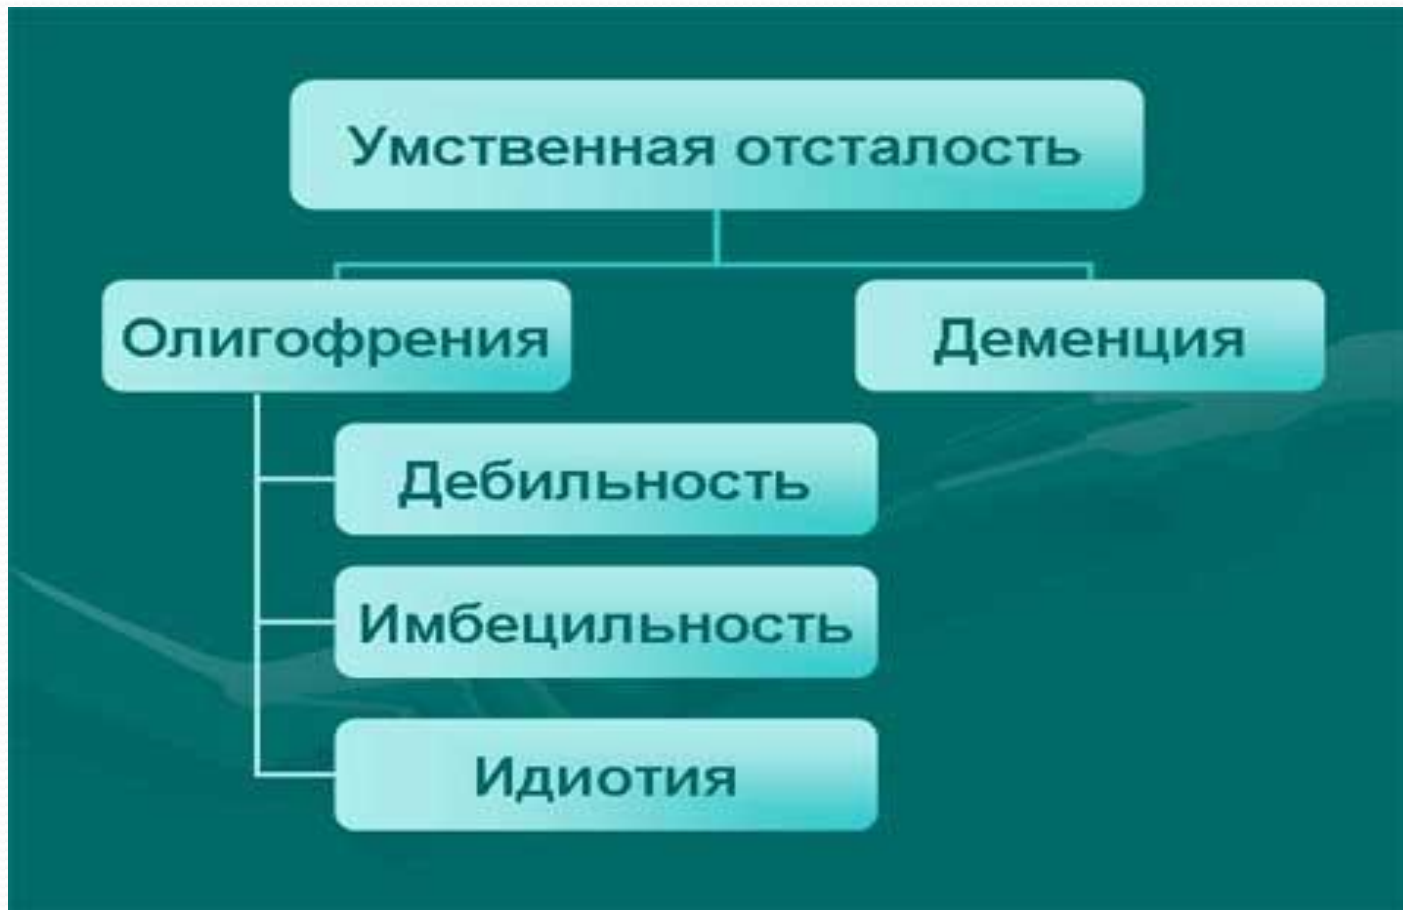 Умственная отсталость
Олигофрения
Деменция
Дебильность
Имбецильность
Идиотия